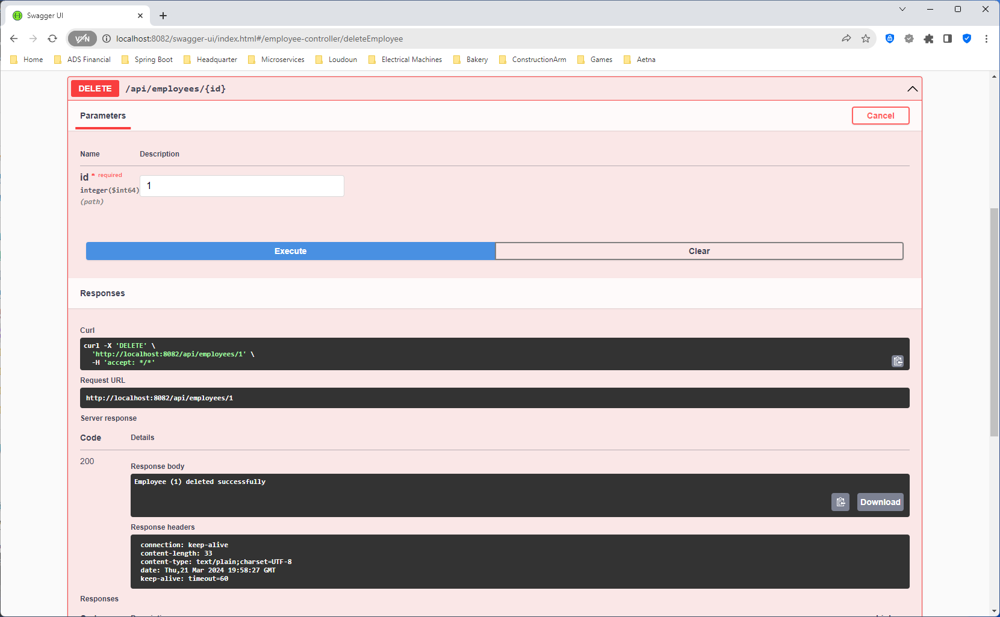 Swagger UI
VPN
localhost:8082/swagger-ui/index.html#/employee-controller/deleteEmployee
Home ADS Financial Spring Boot Headquarter Microservices Loudoun Electrical Machines Bakery ConstructionArm Games Aetna
DELETE /api/employees/{id}
Parameters Cancel
Name Description
id * required
integer($int64)
(path)
1
Execute Clear
Responses
Curl
curl -X 'DELETE' \
'http://localhost:8082/api/employees/1' \
-H 'accept: */*'
Request URL
http://localhost:8082/api/employees/1
Server response
Code Details
200
Response body
Employee (1) deleted successfully
Download
Response headers
connection: keep-alive
content-length: 33
content-type: text/plain;charset=UTF-8
date: Thu,21 Mar 2024 19:58:27 GMT
keep-alive: timeout=60
Responses